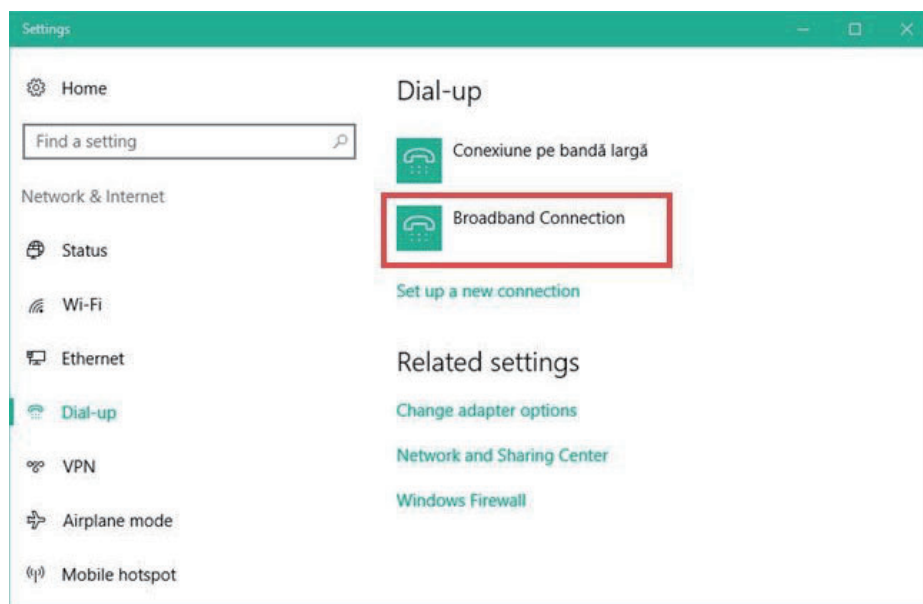 Settings
Home
Find a setting
Network & Internet
Status
Wi-Fi
Ethernet
Dial-up
VPN
Airplane mode
Mobile hotspot
Dial-up
Conexiune pe bandă largă
Broadband Connection
Set up a new connection
Related settings
Change adapter options
Network and Sharing Center
Windows Firewall